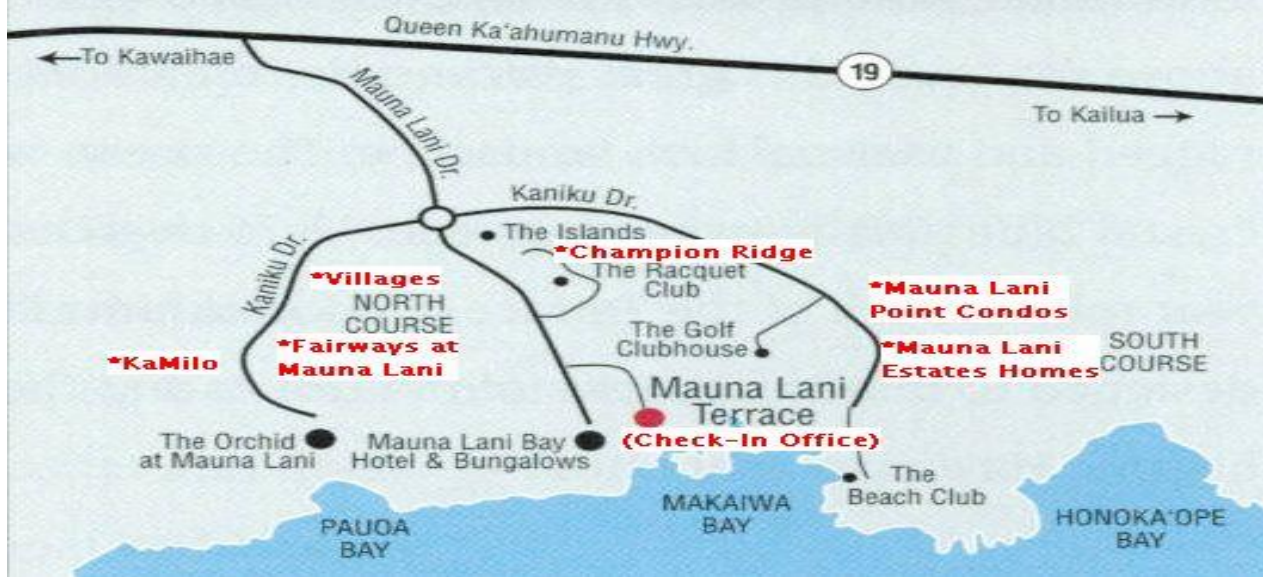 Queen Ka'ahumanu Hwy.
←To Kawaihae
19
To Kailua →
Mauna Lani Dr.
Kaniku Dr.
The Islands
*Champion Ridge
The Racquet
Club
Kaniku Dr.
*Villages
NORTH
COURSE
*Fairways at
Mauna Lani
*KaMilo
The Golf
Clubhouse
*Mauna Lani
Point Condos
*Mauna Lani
Estates Homes
SOUTH
COURSE
Mauna Lani
Terrace
(Check-In Office)
The Orchid
at Mauna Lani
Mauna Lani Bay
Hotel & Bungalows
The
Beach Club
PAUOA
BAY
MAKAIWA
BAY
HONOKA'OPE
BAY